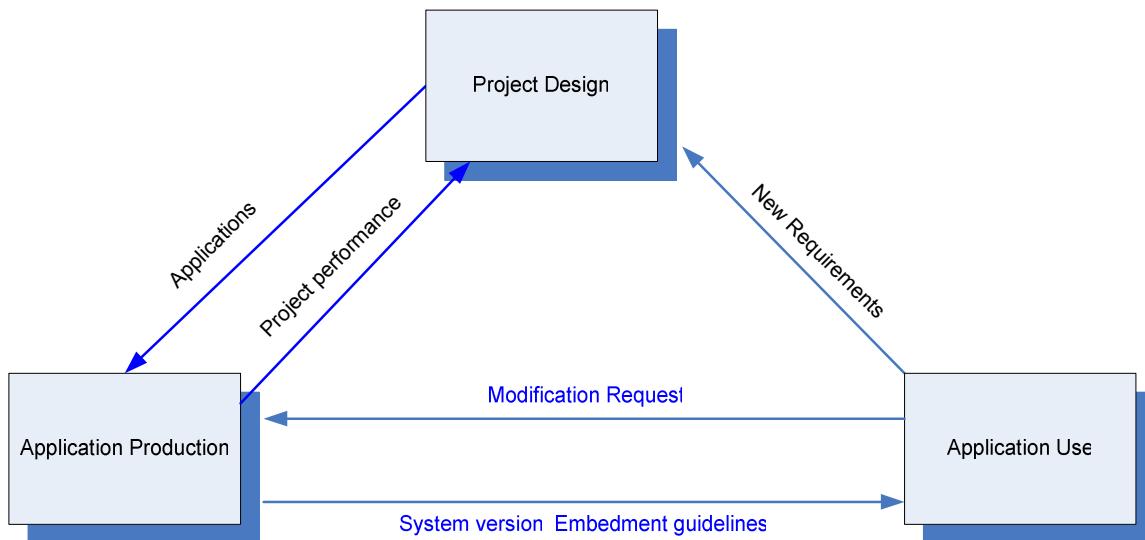 Project Design
Applications
Project performance
New Requirements
Modification Request
Application Production
Application Use
System version Embedment guidelines